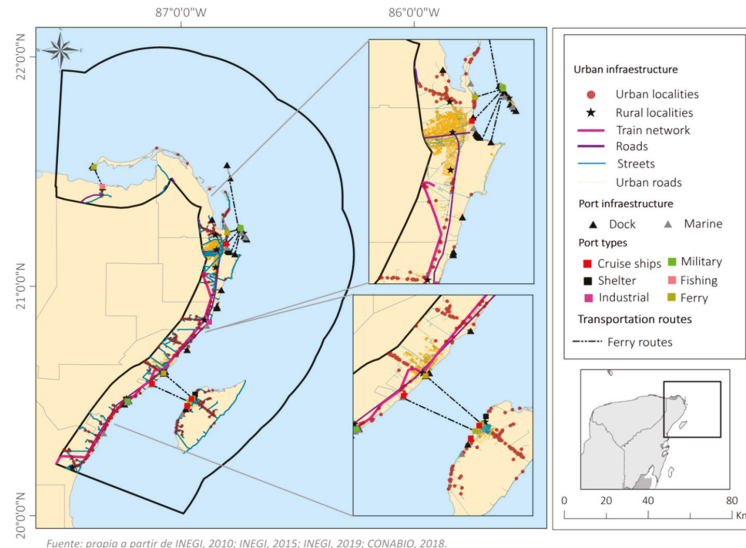 87°0'0"W
86°0'0"W
22°0'0"N
21°0'0"N
20°0'0"N
Urban infraestructure
Urban localities
Rural localities
Train network
Roads
Streets
Urban roads
Port infraestructure
Dock
Marine
Port types
Cruise ships
Military
Shelter
Fishing
Industrial
Ferry
Transportation routes
Ferry routes
0 20 40 60 80
Km
Fuente: propia a partir de INEGI, 2010; INEGI, 2015; INEGI, 2019; CONABIO, 2018.